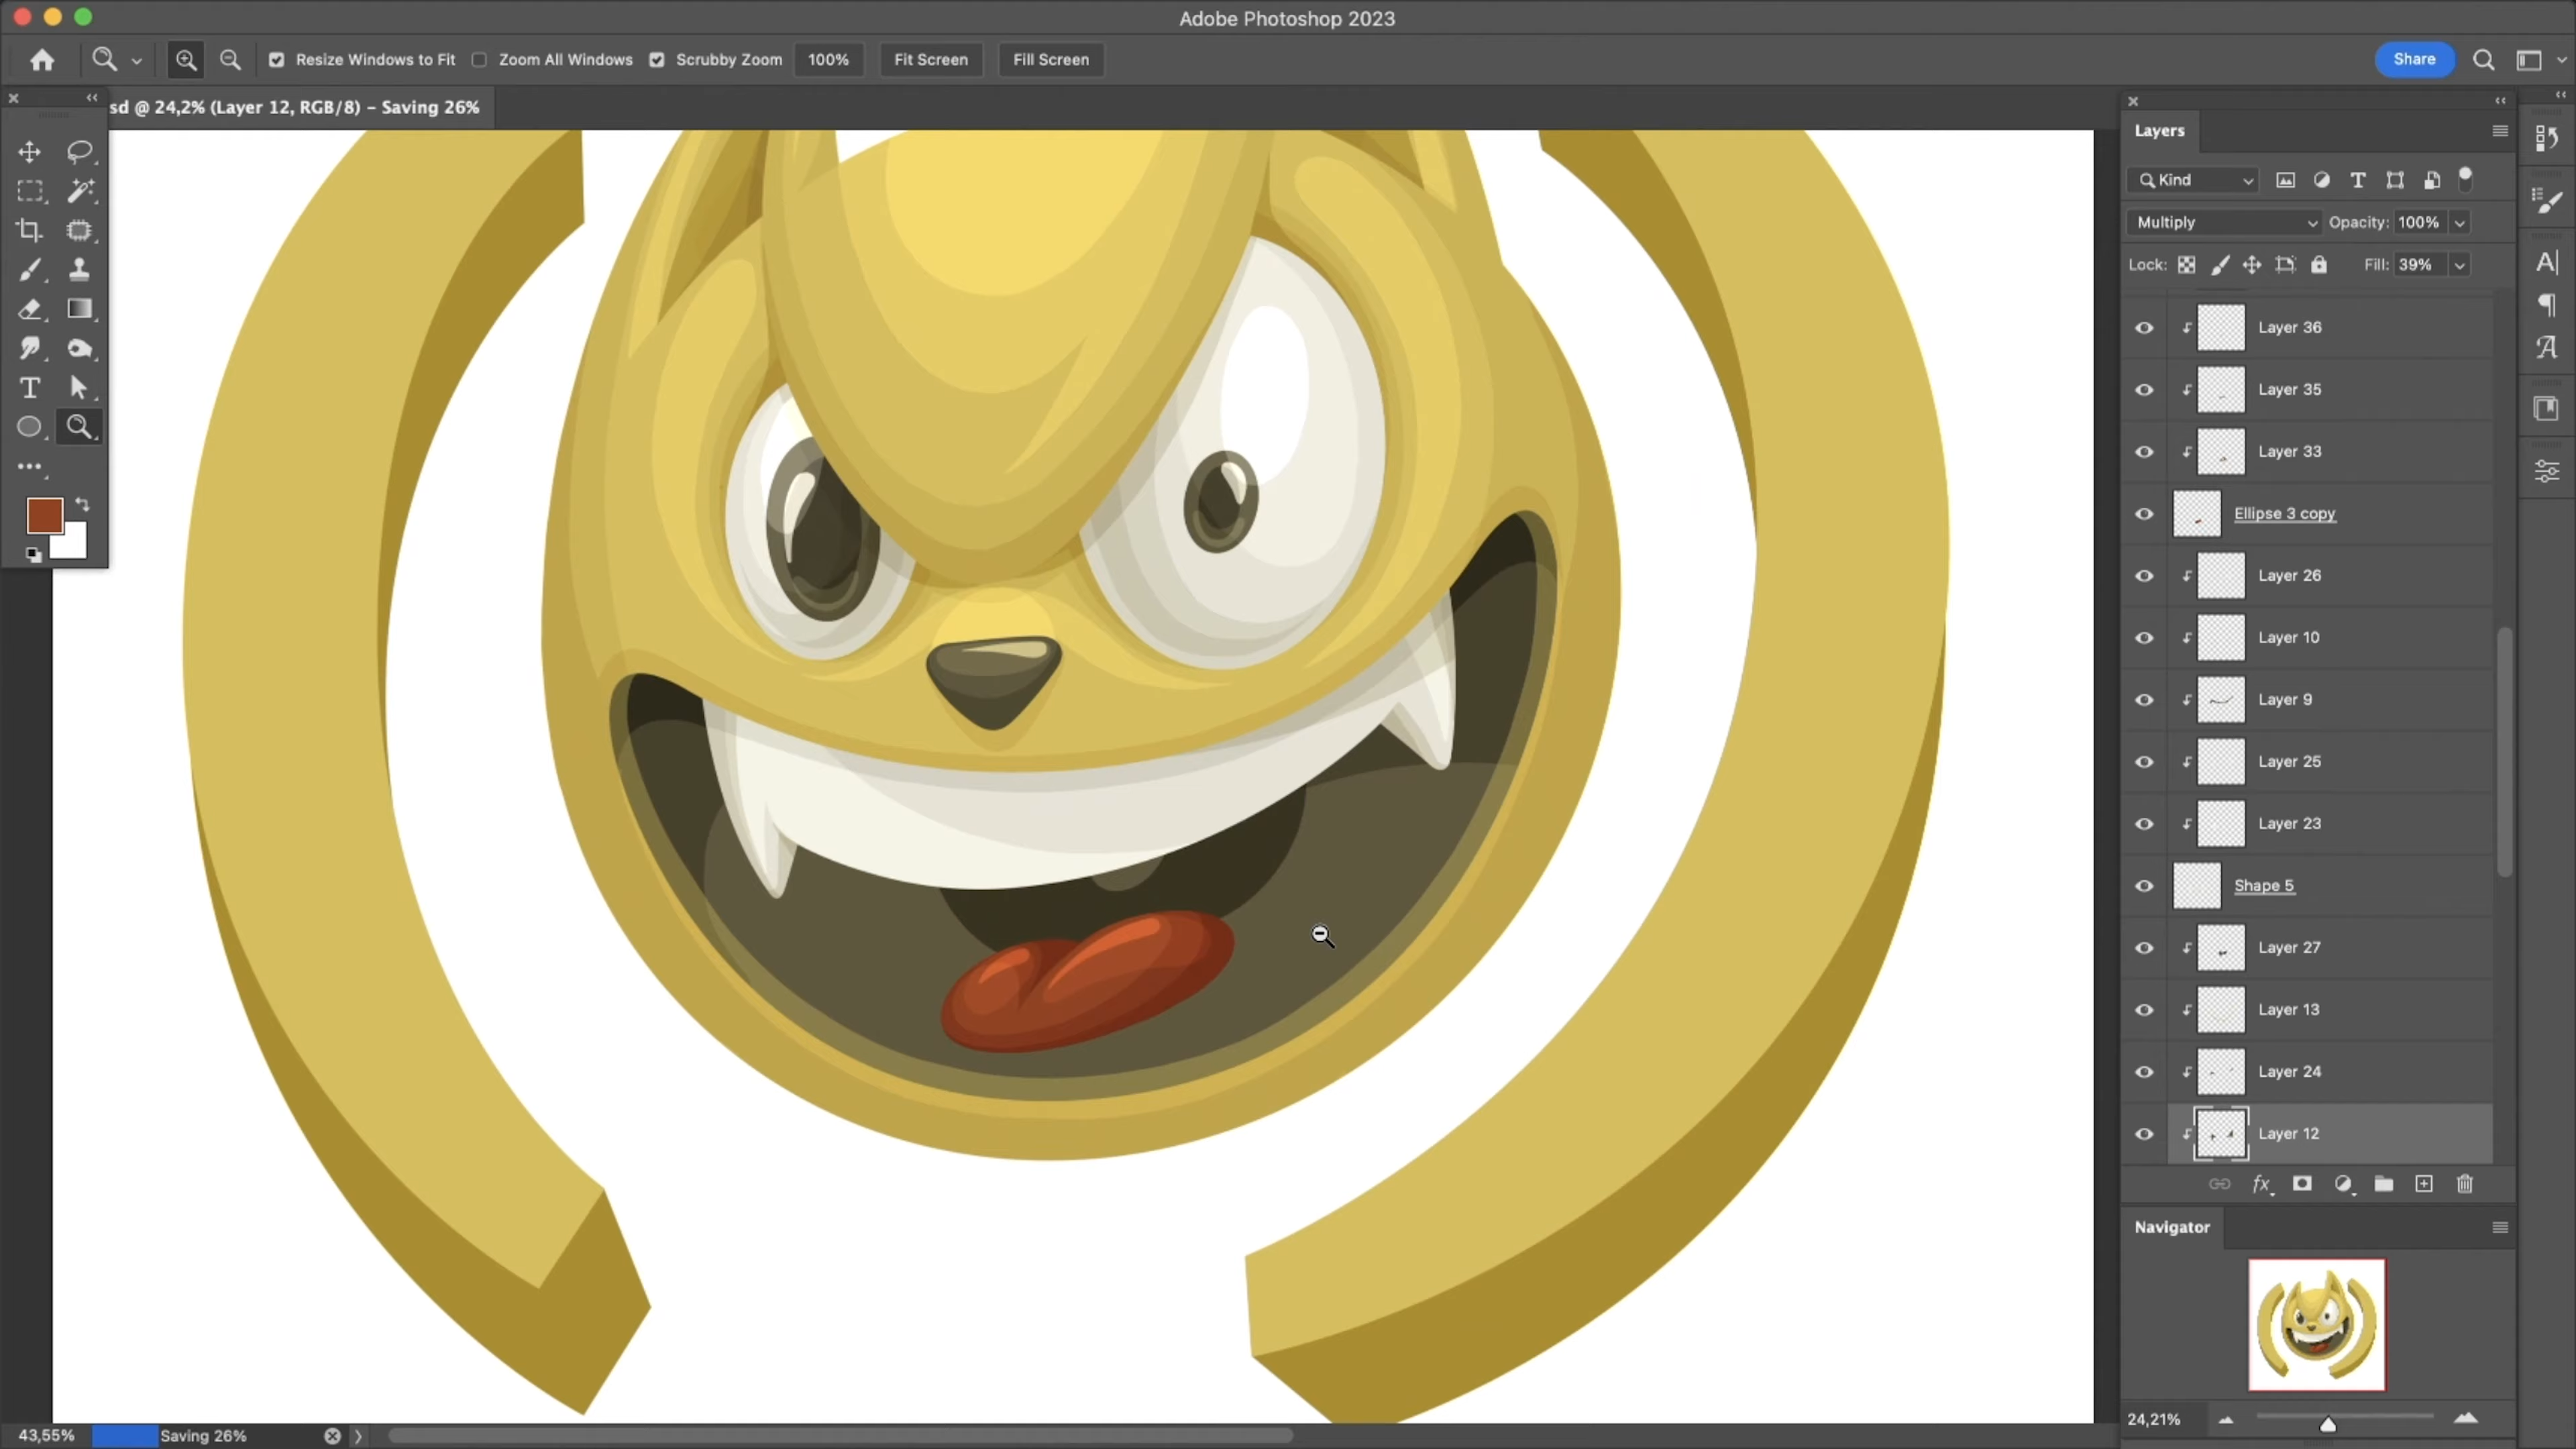 Adobe Photoshop 2023
Resize Windows to Fit Zoom All Windows Scrubby Zoom 100% Fit Screen Fill Screen Share
sd @ 24,2% (Layer 12, RGB/8) – Saving 26%
Layers
Kind
Multiply Opacity: 100%
Lock: Fill: 39%
Layer 36
Layer 35
Layer 33
Ellipse 3 copy
Layer 26
Layer 10
Layer 9
Layer 25
Layer 23
Shape 5
Layer 27
Layer 13
Layer 24
Layer 12
fx
Navigator
24,21%
43,55% Saving 26%